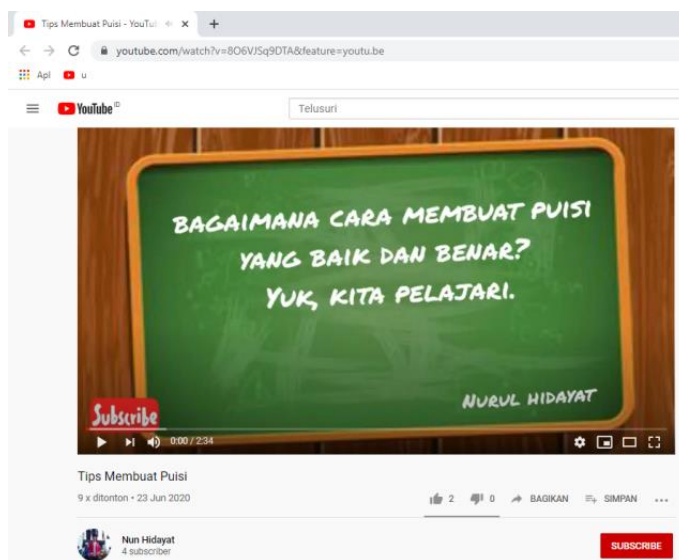 Tips Membuat Puisi - YouTu
youtube.com/watch?v=8O6VJSq9DTA&feature=youtu.be
Apl u
YouTube ID
Telusuri
BAGAIMANA CARA MEMBUAT PUISI
YANG BAIK DAN BENAR?
YUK, KITA PELAJARI.
NURUL HIDAYAT
Subscribe
0:00 / 2:34
Tips Membuat Puisi
9 x ditonton • 23 Jun 2020 2 0 BAGIKAN SIMPAN
Nun Hidayat SUBSCRIBE
4 subscriber